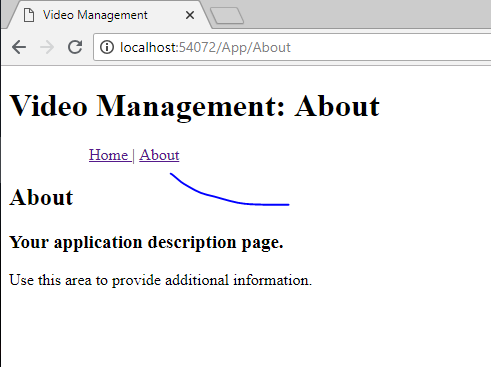 Video Management
localhost:54072/App/About
Video Management: About
Home | About
About
Your application description page.
Use this area to provide additional information.